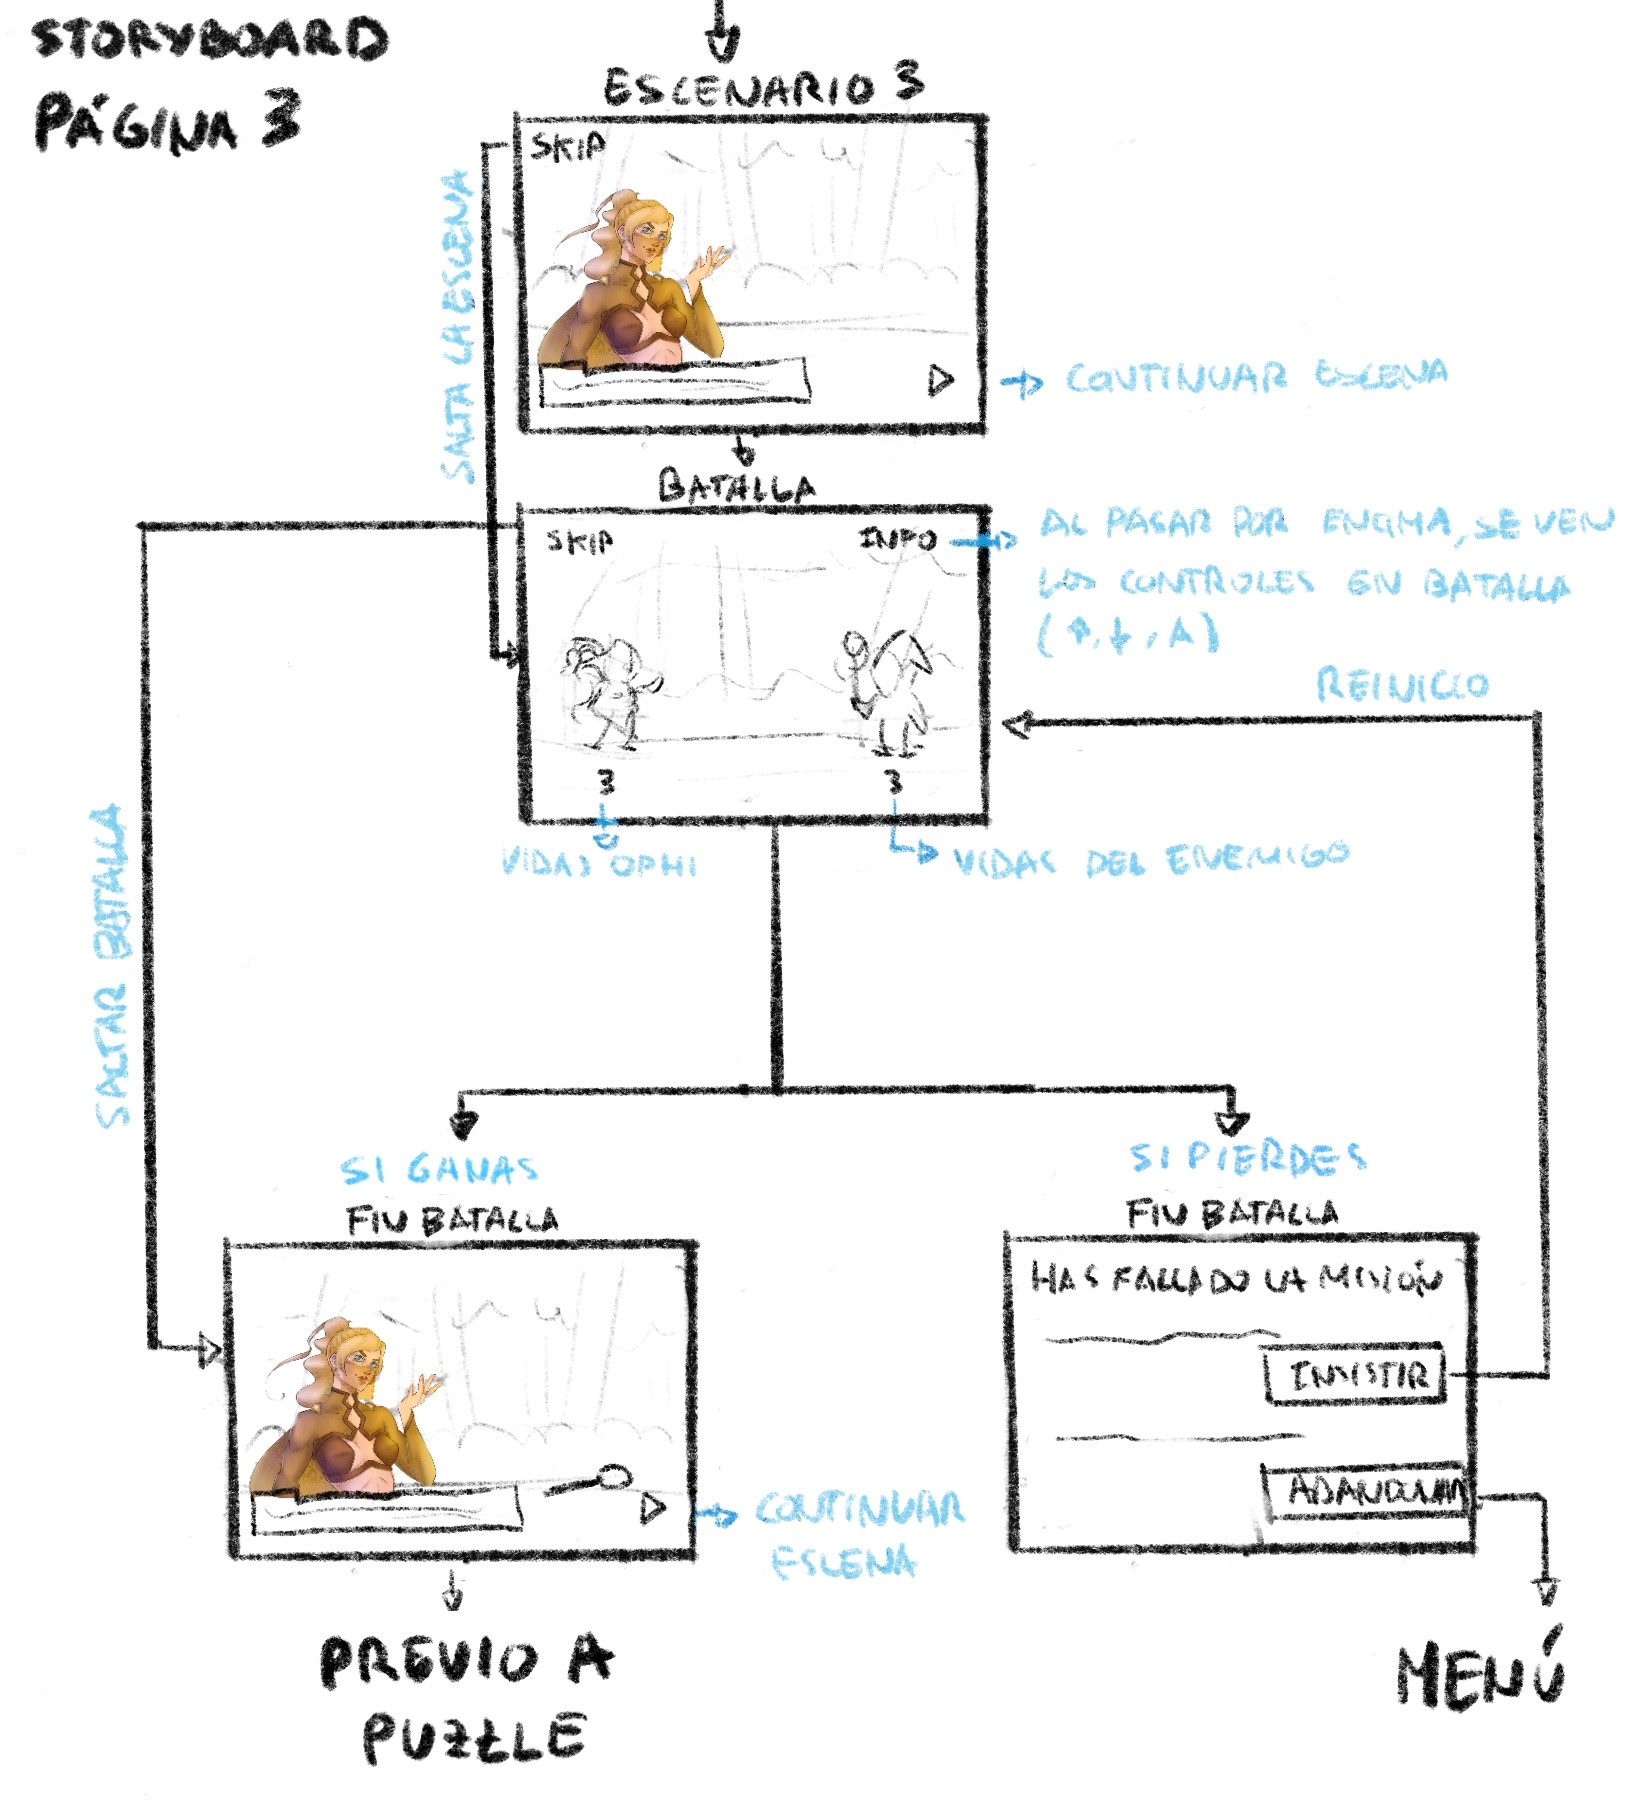 STORYBOARD
PÁGINA 3
ESCENARIO 3
SKIP
SALTA LA ESCENA
CONTINUAR ESCENA
BATALLA
SKIP
INFO
AL PASAR POR ENCIMA, SE VEN
LOS CONTROLES EN BATALLA
(↑, ↓, A)
REINICIO
3
3
VIDAS OPHI
VIDAS DEL ENEMIGO
SALTAR BATALLA
SI GANAS
FIN BATALLA
SI PIERDES
FIN BATALLA
HAS FALLADO LA MISIÓN
INSISTIR
ABANDONAR
CONTINUAR
ESCENA
PREVIO A
PUZZLE
MENÚ